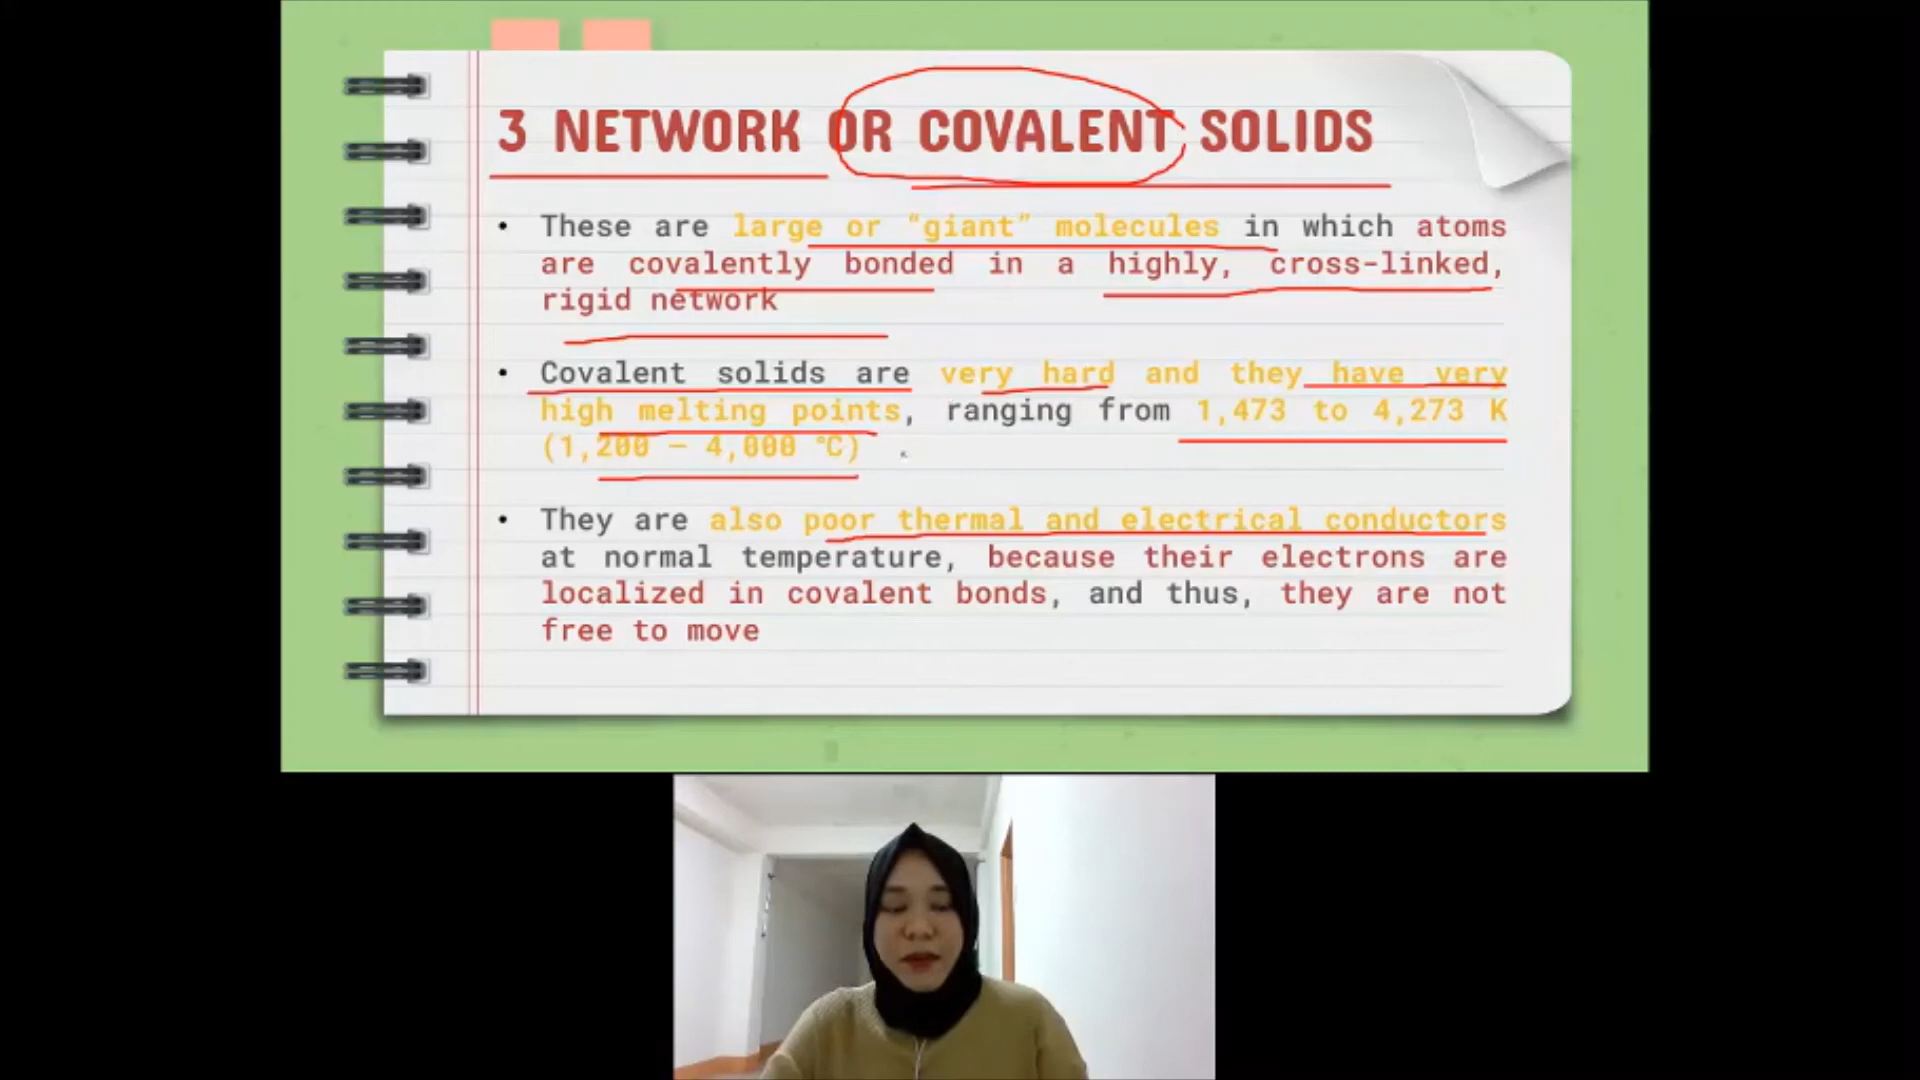 3 NETWORK OR COVALENT SOLIDS
• These are large or “giant” molecules in which atoms
are covalently bonded in a highly, cross-linked,
rigid network
• Covalent solids are very hard and they have very
high melting points, ranging from 1,473 to 4,273 K
(1,200 – 4,000 °C)
• They are also poor thermal and electrical conductors
at normal temperature, because their electrons are
localized in covalent bonds, and thus, they are not
free to move